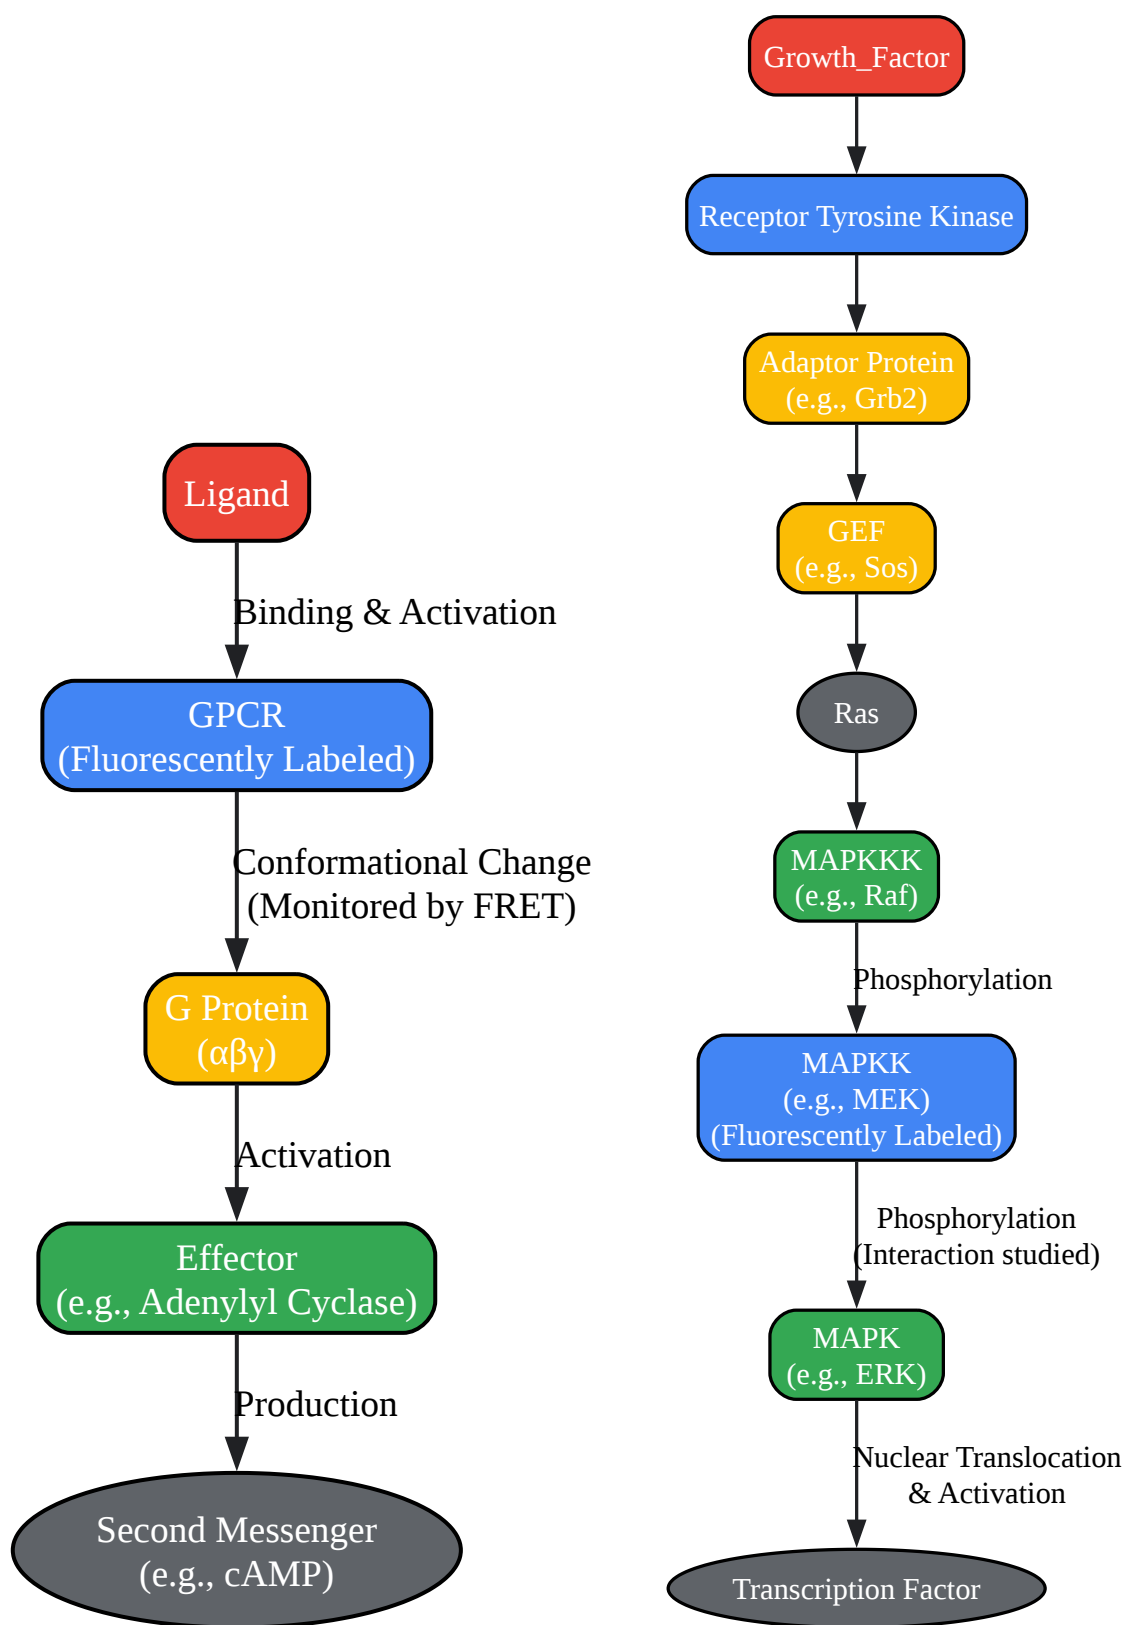 Ligand
Binding & Activation
GPCR
(Fluorescently Labeled)
Conformational Change
(Monitored by FRET)
G Protein
(αβγ)
Activation
Effector
(e.g., Adenylyl Cyclase)
Production
Second Messenger
(e.g., cAMP)
Growth_Factor
Receptor Tyrosine Kinase
Adaptor Protein
(e.g., Grb2)
GEF
(e.g., Sos)
Ras
MAPKKK
(e.g., Raf)
Phosphorylation
MAPKK
(e.g., MEK)
(Fluorescently Labeled)
Phosphorylation
(Interaction studied)
MAPK
(e.g., ERK)
Nuclear Translocation
& Activation
Transcription Factor